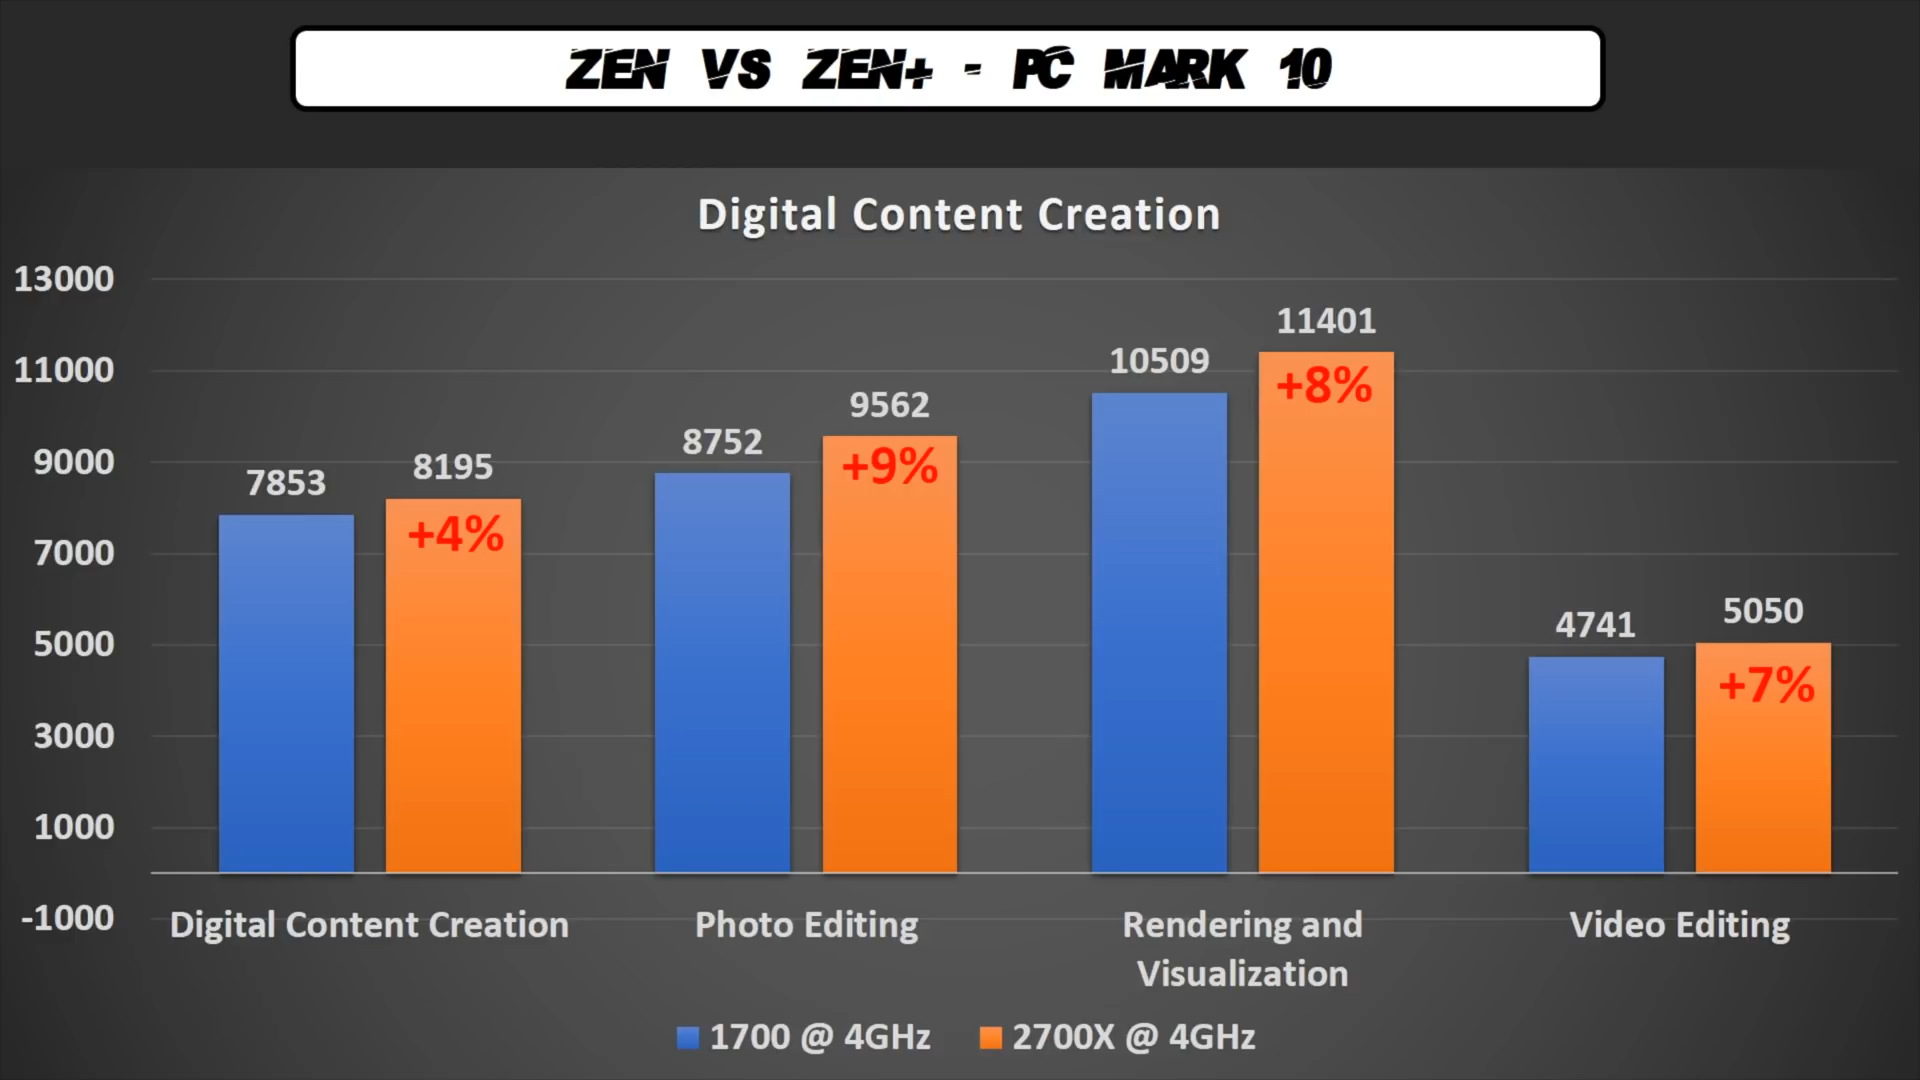 ZEN VS ZEN+ - PC MARK 10
Digital Content Creation
13000
11000
9000
7000
5000
3000
1000
-1000
7853
8195
+4%
8752
9562
+9%
10509
11401
+8%
4741
5050
+7%
Digital Content Creation
Photo Editing
Rendering and
Visualization
Video Editing
1700 @ 4GHz
2700X @ 4GHz